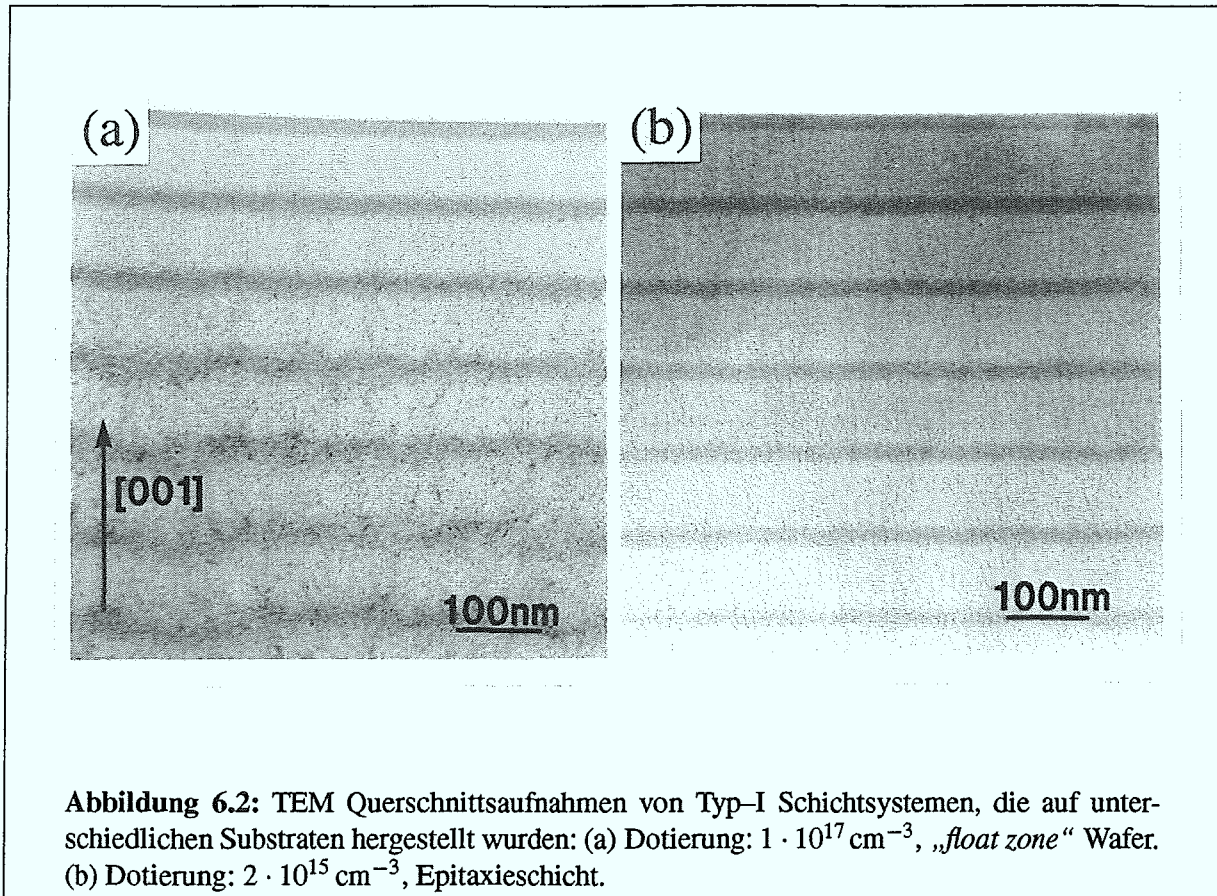 (a)
(b)
[001]
100nm
100nm
Abbildung 6.2: TEM Querschnittsaufnahmen von Typ–I Schichtsystemen, die auf unter-
schiedlichen Substraten hergestellt wurden: (a) Dotierung: 1 · 10¹⁷ cm⁻³, „float zone“ Wafer.
(b) Dotierung: 2 · 10¹⁵ cm⁻³, Epitaxieschicht.